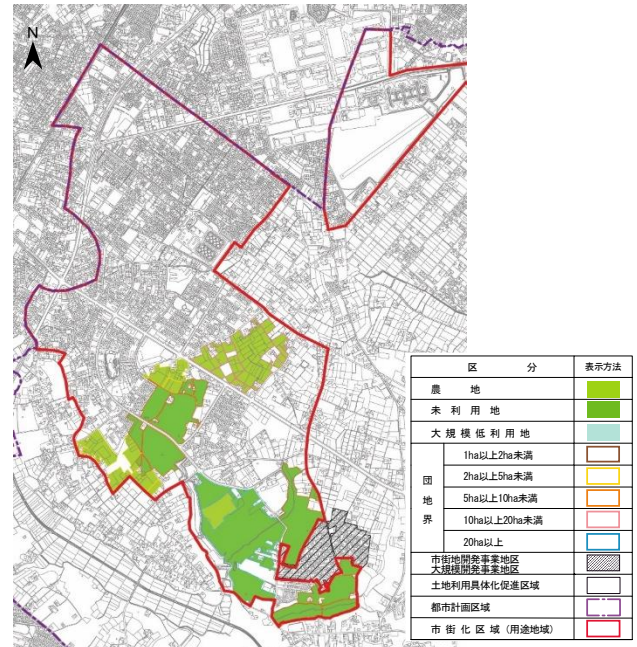 N
区 分 表示方法
農 地
未 利 用 地
大 規 模 低 利 用 地
団地界
1ha以上2ha未満
2ha以上5ha未満
5ha以上10ha未満
10ha以上20ha未満
20ha以上
市街地開発事業地区
大規模開発事業地区
土地利用具体化促進区域
都市計画区域
市 街 化 区 域（用途地域）